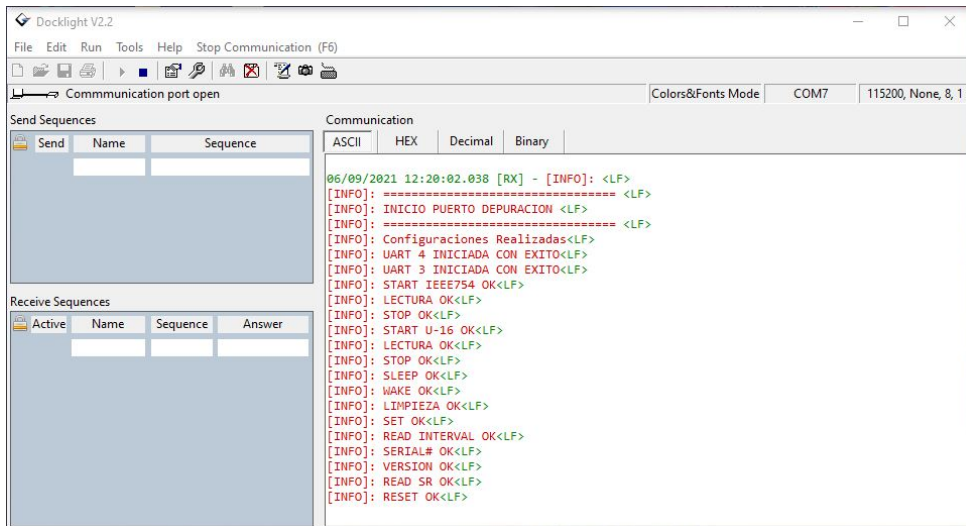 Docklight V2.2
File Edit Run Tools Help Stop Communication (F6)
Commmunication port open
Colors&Fonts Mode COM7 115200, None, 8, 1
Send Sequences
Send Name Sequence
Receive Sequences
Active Name Sequence Answer
Communication
ASCII HEX Decimal Binary
06/09/2021 12:20:02.038 [RX] - [INFO]: <LF>
[INFO]: ================================= <LF>
[INFO]: INICIO PUERTO DEPURACION <LF>
[INFO]: ================================= <LF>
[INFO]: Configuraciones Realizadas<LF>
[INFO]: UART 4 INICIADA CON EXITO<LF>
[INFO]: UART 3 INICIADA CON EXITO<LF>
[INFO]: START IEEE754 OK<LF>
[INFO]: LECTURA OK<LF>
[INFO]: STOP OK<LF>
[INFO]: START U-16 OK<LF>
[INFO]: LECTURA OK<LF>
[INFO]: STOP OK<LF>
[INFO]: SLEEP OK<LF>
[INFO]: WAKE OK<LF>
[INFO]: LIMPIEZA OK<LF>
[INFO]: SET OK<LF>
[INFO]: READ INTERVAL OK<LF>
[INFO]: SERIAL# OK<LF>
[INFO]: VERSION OK<LF>
[INFO]: READ SR OK<LF>
[INFO]: RESET OK<LF>